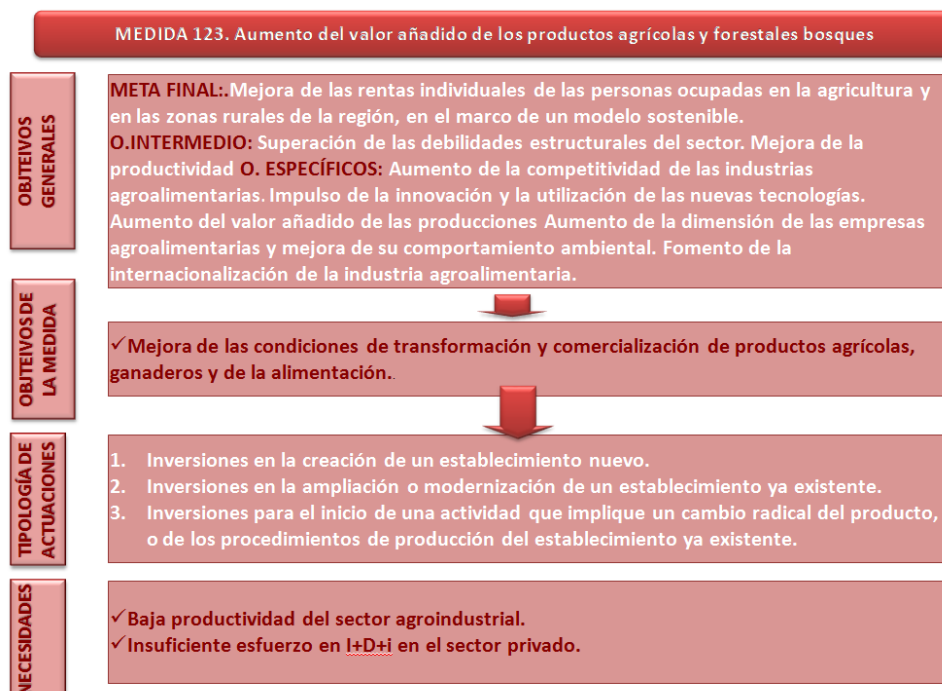 MEDIDA 123. Aumento del valor añadido de los productos agrícolas y forestales bosques
OBJTEIVOS
GENERALES
META FINAL:.Mejora de las rentas individuales de las personas ocupadas en la agricultura y
en las zonas rurales de la región, en el marco de un modelo sostenible.
O.INTERMEDIO: Superación de las debilidades estructurales del sector. Mejora de la
productividad O. ESPECÍFICOS: Aumento de la competitividad de las industrias
agroalimentarias. Impulso de la innovación y la utilización de las nuevas tecnologías.
Aumento del valor añadido de las producciones Aumento de la dimensión de las empresas
agroalimentarias y mejora de su comportamiento ambiental. Fomento de la
internacionalización de la industria agroalimentaria.
OBJTEIVOS DE
LA MEDIDA
✓Mejora de las condiciones de transformación y comercialización de productos agrícolas,
ganaderos y de la alimentación..
TIPOLOGÍA DE
ACTUACIONES
1. Inversiones en la creación de un establecimiento nuevo.
2. Inversiones en la ampliación o modernización de un establecimiento ya existente.
3. Inversiones para el inicio de una actividad que implique un cambio radical del producto,
o de los procedimientos de producción del establecimiento ya existente.
NECESIDADES
✓Baja productividad del sector agroindustrial.
✓Insuficiente esfuerzo en I+D+i en el sector privado.